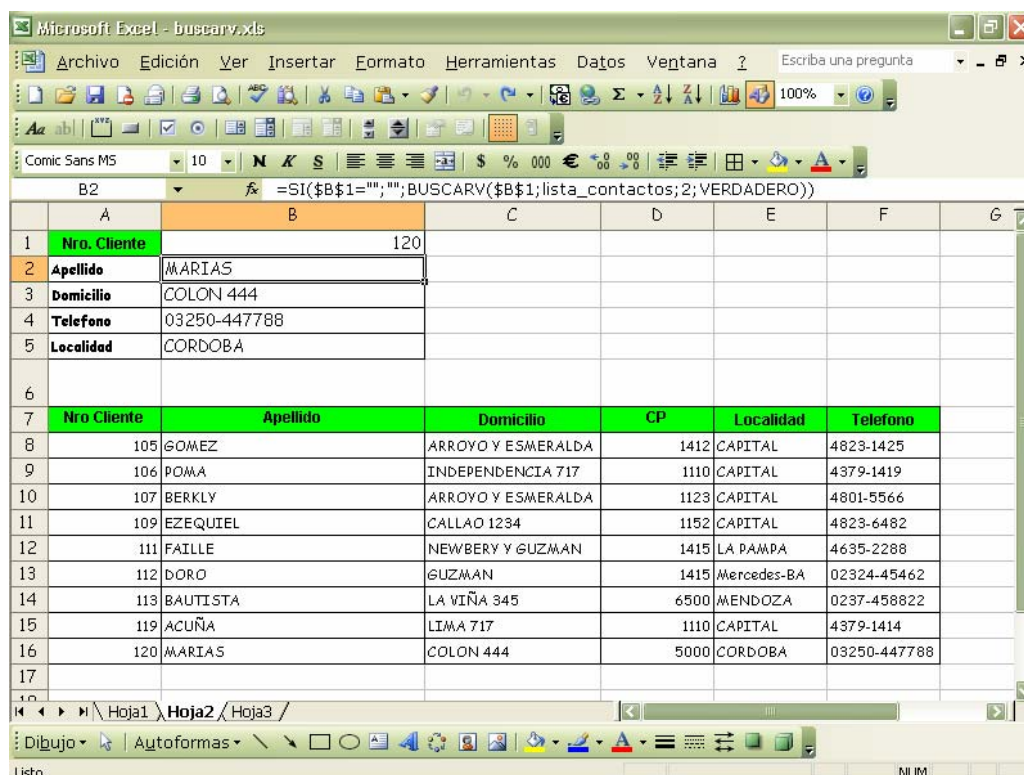 Microsoft Excel - buscarv.xls
Archivo Edición Ver Insertar Formato Herramientas Datos Ventana ? Escriba una pregunta
100%
Comic Sans MS 10 N K S $ % 000 €
B2 fx =SI($B$1="";"";BUSCARV($B$1;lista_contactos;2;VERDADERO))
A B C D E F G
1 Nro. Cliente 120
2 Apellido MARIAS
3 Domicilio COLON 444
4 Telefono 03250-447788
5 Localidad CORDOBA
6
7 Nro Cliente Apellido Domicilio CP Localidad Telefono
8 105 GOMEZ ARROYO Y ESMERALDA 1412 CAPITAL 4823-1425
9 106 POMA INDEPENDENCIA 717 1110 CAPITAL 4379-1419
10 107 BERKLY ARROYO Y ESMERALDA 1123 CAPITAL 4801-5566
11 109 EZEQUIEL CALLAO 1234 1152 CAPITAL 4823-6482
12 111 FAILLE NEWBERY Y GUZMAN 1415 LA PAMPA 4635-2288
13 112 DORO GUZMAN 1415 Mercedes-BA 02324-45462
14 113 BAUTISTA LA VIÑA 345 6500 MENDOZA 0237-458822
15 119 ACUÑA LIMA 717 1110 CAPITAL 4379-1414
16 120 MARIAS COLON 444 5000 CORDOBA 03250-447788
17
Hoja1 Hoja2 Hoja3
Dibujo Autoformas
Listo NUM